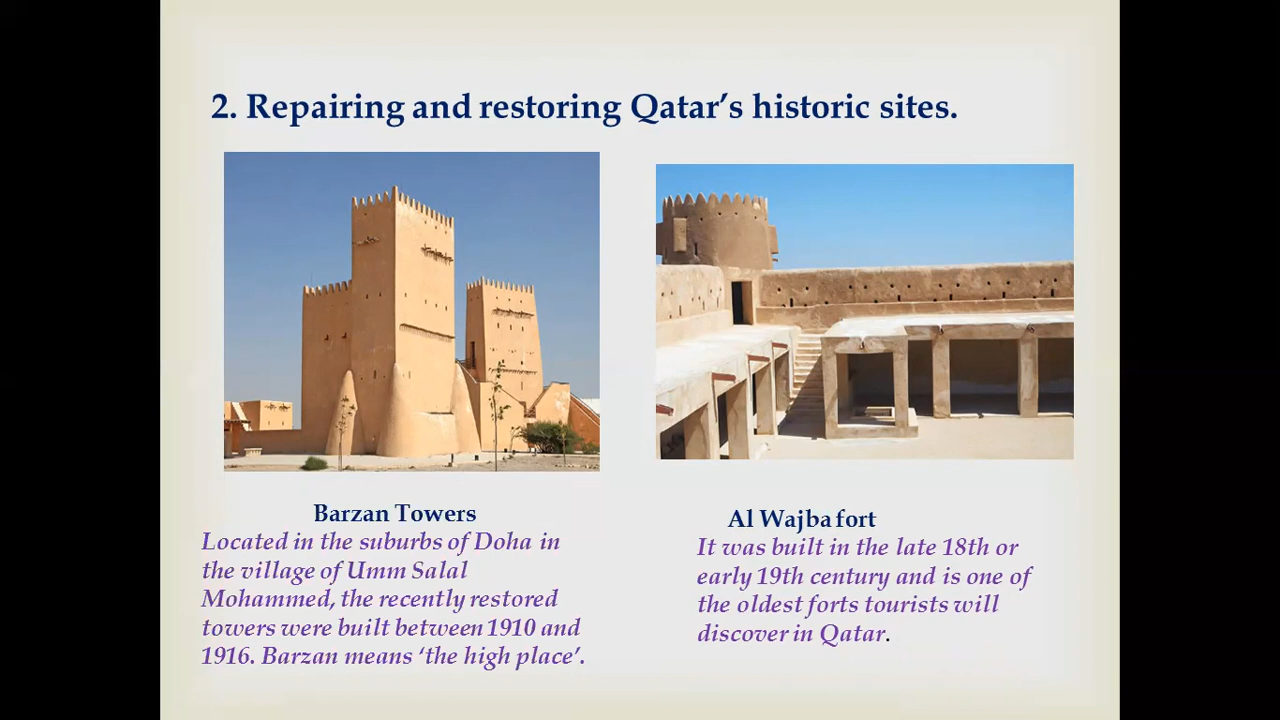 2. Repairing and restoring Qatar’s historic sites.
Barzan Towers
Located in the suburbs of Doha in
the village of Umm Salal
Mohammed, the recently restored
towers were built between 1910 and
1916. Barzan means ‘the high place’.
Al Wajba fort
It was built in the late 18th or
early 19th century and is one of
the oldest forts tourists will
discover in Qatar.